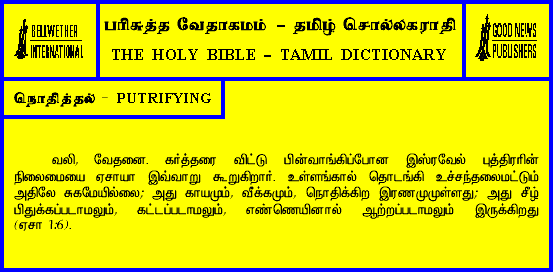 BELLWETHER
INTERNATIONAL
பரிசுத்த வேதாகமம் – தமிழ் சொல்லகராதி
THE HOLY BIBLE – TAMIL DICTIONARY
GOOD NEWS
PUBLISHERS
நொதித்தல் – PUTRIFYING
வலி, வேதனை. கர்த்தரை விட்டு பின்வாங்கிப்போன இஸ்ரவேல் புத்திரரின்
நிலைமையை ஏசாயா இவ்வாறு கூறுகிறார். உள்ளங்கால் தொடங்கி உச்சந்தலைமட்டும்
அதிலே சுகமேயில்லை; அது காயமும், வீக்கமும், நொதிக்கிற இரணமுமுள்ளது; அது சீழ்
பிதுக்கப்படாமலும், கட்டப்படாமலும், எண்ணெயினால் ஆற்றப்படாமலும் இருக்கிறது
(ஏசா 1:6).